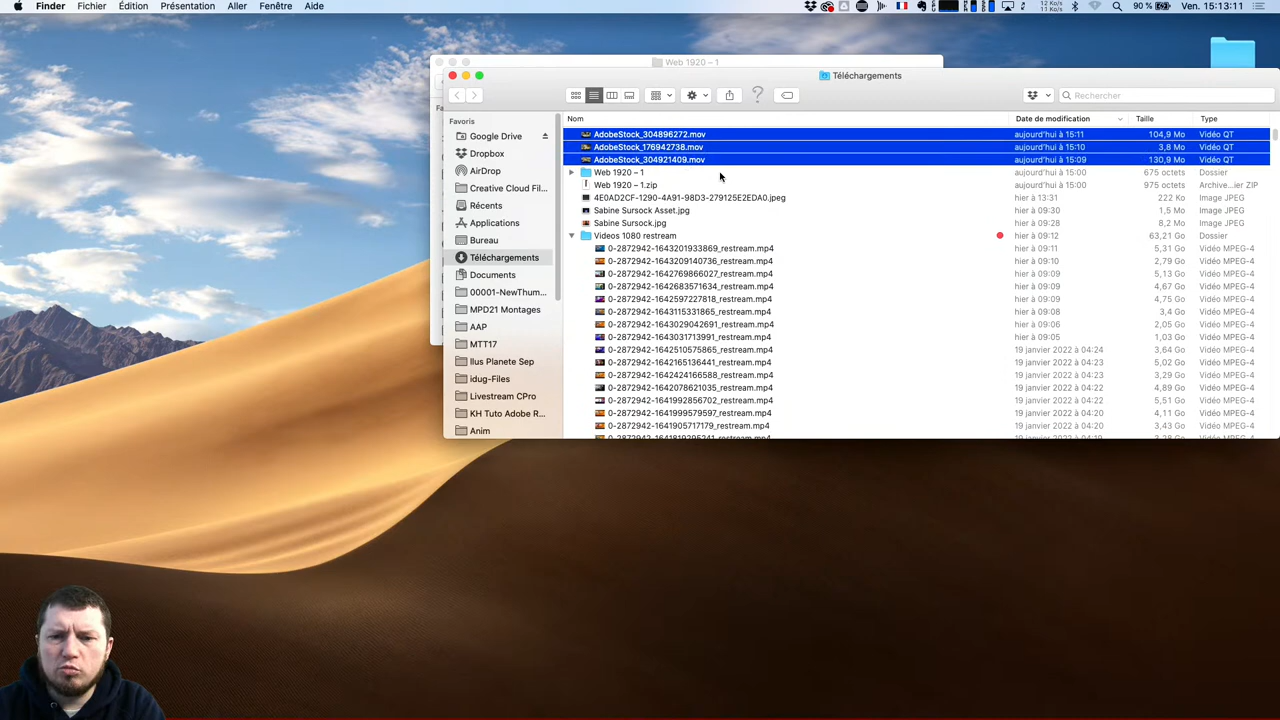 Finder Fichier Édition Présentation Aller Fenêtre Aide 12 Ko/s 11 Ko/s 90 % Ven. 15:13:11
Web 1920 – 1
Téléchargements
Rechercher
Favoris
Google Drive
Dropbox
AirDrop
Creative Cloud Fil...
Récents
Applications
Bureau
Téléchargements
Documents
00001-NewThum...
MPD21 Montages
AAP
MTT17
Ilus Planete Sep
idug-Files
Livestream CPro
KH Tuto Adobe R...
Anim
Nom Date de modification Taille Type
AdobeStock_304896272.mov aujourd'hui à 15:11 104,9 Mo Vidéo QT
AdobeStock_176942738.mov aujourd'hui à 15:10 3,8 Mo Vidéo QT
AdobeStock_304921409.mov aujourd'hui à 15:09 130,9 Mo Vidéo QT
Web 1920 – 1 aujourd'hui à 15:00 675 octets Dossier
Web 1920 – 1.zip aujourd'hui à 15:00 975 octets Archive...ier ZIP
4E0AD2CF-1290-4A91-98D3-279125E2EDA0.jpeg hier à 13:31 222 Ko Image JPEG
Sabine Sursock Asset.jpg hier à 09:30 1,5 Mo Image JPEG
Sabine Sursock.jpg hier à 09:28 8,2 Mo Image JPEG
Videos 1080 restream hier à 09:12 63,21 Go Dossier
0-2872942-1643201933869_restream.mp4 hier à 09:11 5,31 Go Vidéo MPEG-4
0-2872942-1643209140736_restream.mp4 hier à 09:10 2,79 Go Vidéo MPEG-4
0-2872942-1642769866027_restream.mp4 hier à 09:09 5,13 Go Vidéo MPEG-4
0-2872942-1642683571634_restream.mp4 hier à 09:09 4,67 Go Vidéo MPEG-4
0-2872942-1642597227818_restream.mp4 hier à 09:09 4,75 Go Vidéo MPEG-4
0-2872942-1643115331865_restream.mp4 hier à 09:08 3,4 Go Vidéo MPEG-4
0-2872942-1643029042691_restream.mp4 hier à 09:06 2,05 Go Vidéo MPEG-4
0-2872942-1643031713991_restream.mp4 hier à 09:05 1,03 Go Vidéo MPEG-4
0-2872942-1642510575865_restream.mp4 19 janvier 2022 à 04:24 3,64 Go Vidéo MPEG-4
0-2872942-1642165136441_restream.mp4 19 janvier 2022 à 04:23 5,02 Go Vidéo MPEG-4
0-2872942-1642424166588_restream.mp4 19 janvier 2022 à 04:23 3,25 Go Vidéo MPEG-4
0-2872942-1642078621035_restream.mp4 19 janvier 2022 à 04:22 4,89 Go Vidéo MPEG-4
0-2872942-1641992856702_restream.mp4 19 janvier 2022 à 04:22 5,51 Go Vidéo MPEG-4
0-2872942-1641999579597_restream.mp4 19 janvier 2022 à 04:20 4,11 Go Vidéo MPEG-4
0-2872942-1641905717179_restream.mp4 19 janvier 2022 à 04:20 3,43 Go Vidéo MPEG-4